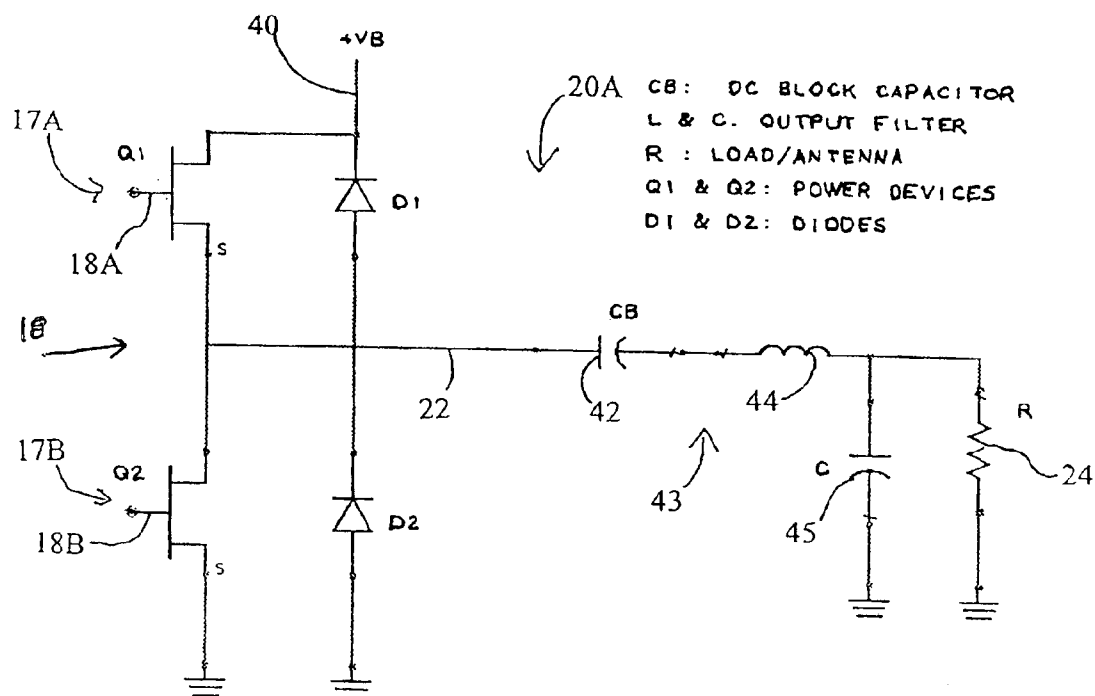 40
+VB
20A
CB: DC BLOCK CAPACITOR
L & C. OUTPUT FILTER
R : LOAD/ANTENNA
Q1 & Q2: POWER DEVICES
D1 & D2: DIODES
17A
Q1
D1
18A
S
18
CB
22
42
44
R
17B
Q2
C
24
43
45
18B
D2
S